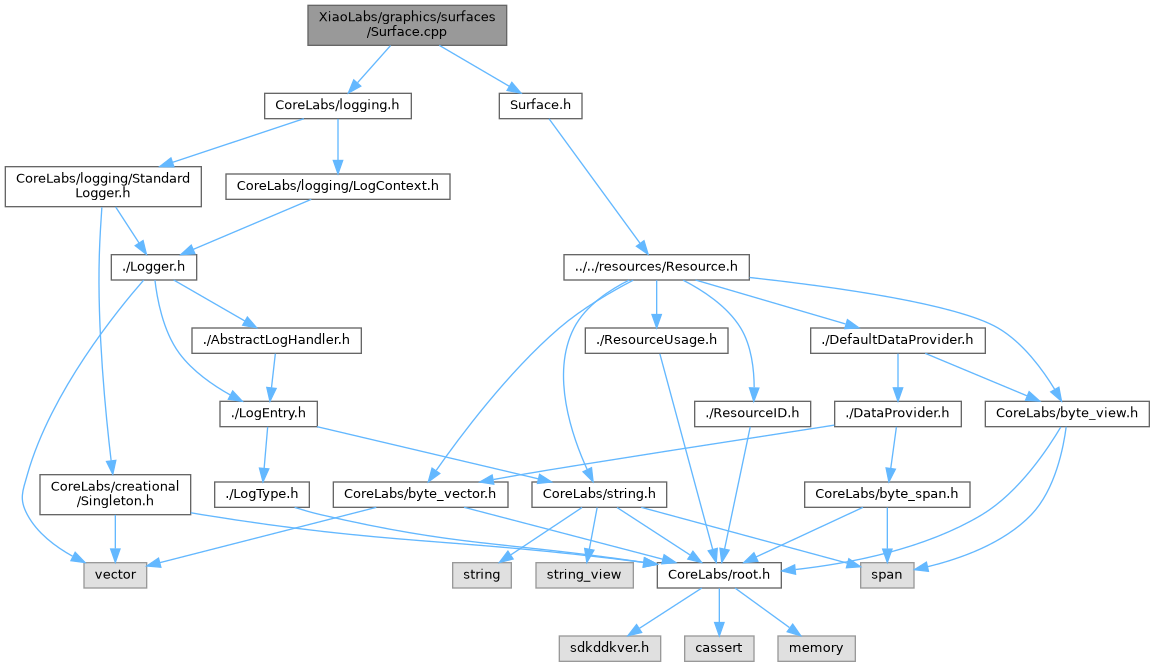 XiaoLabs/graphics/surfaces
/Surface.cpp
CoreLabs/logging.h
Surface.h
CoreLabs/logging/Standard
Logger.h
CoreLabs/logging/LogContext.h
./Logger.h
../../resources/Resource.h
./AbstractLogHandler.h
./ResourceUsage.h
./DefaultDataProvider.h
./LogEntry.h
./ResourceID.h
./DataProvider.h
CoreLabs/byte_view.h
CoreLabs/creational
/Singleton.h
./LogType.h
CoreLabs/byte_vector.h
CoreLabs/string.h
CoreLabs/byte_span.h
vector
string
string_view
CoreLabs/root.h
span
sdkddkver.h
cassert
memory